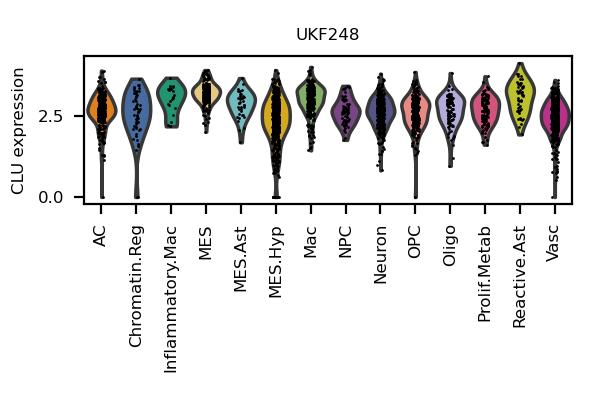 UKF248
CLU expression
2.5
0.0
AC
Chromatin.Reg
Inflammatory.Mac
MES
MES.Ast
MES.Hyp
Mac
NPC
Neuron
OPC
Oligo
Prolif.Metab
Reactive.Ast
Vasc